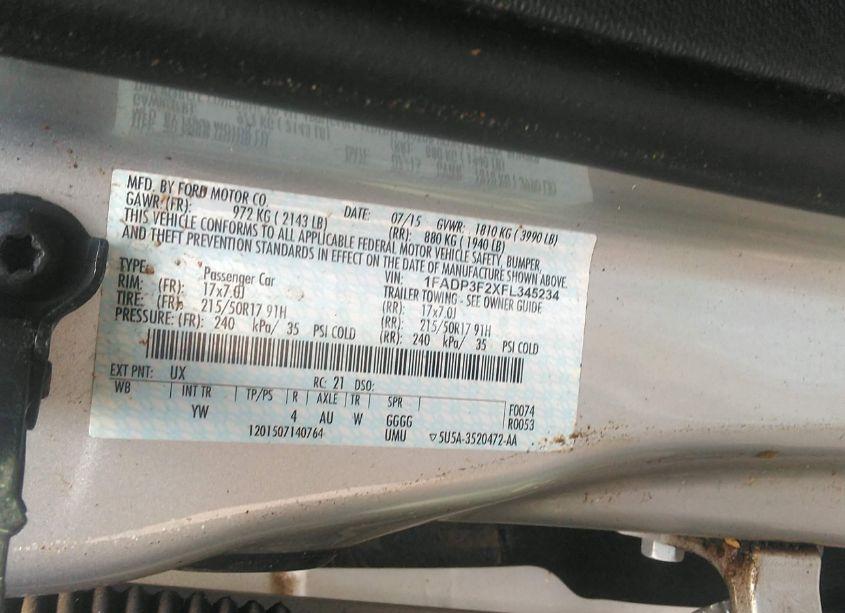 MFD. BY FORD MOTOR CO. DATE: 07/15 GVWR: 1810 KG ( 3990 LB)
GAWR: (FR): 972 KG ( 2143 LB) (RR): 880 KG ( 1940 LB)
THIS VEHICLE CONFORMS TO ALL APPLICABLE FEDERAL MOTOR VEHICLE SAFETY, BUMPER,
AND THEFT PREVENTION STANDARDS IN EFFECT ON THE DATE OF MANUFACTURE SHOWN ABOVE.
TYPE: Passenger Car VIN: 1FADP3F2XFL345234
TRAILER TOWING - SEE OWNER GUIDE
RIM: (FR): 17x7.0J (RR): 17x7.0J
TIRE: (FR): 215/50R17 91H (RR): 215/50R17 91H
PRESSURE: (FR): 240 kPa/ 35 PSI COLD (RR): 240 kPa/ 35 PSI COLD
EXT PNT: UX RC: 21 DSO:
WB INT TR TP/PS R AXLE TR SPR F0074
YW 4 AU W GGGG R0053
1201507140764 UMU ▽5U5A-3520472-AA